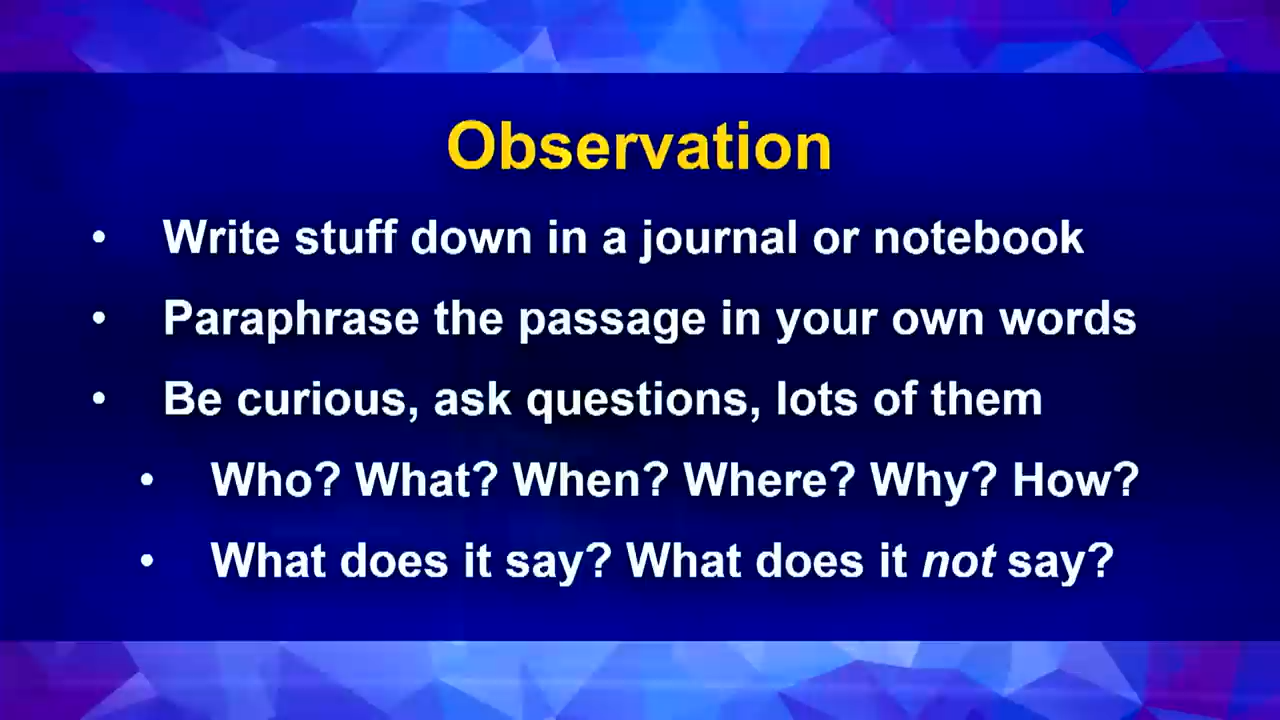 Observation
• Write stuff down in a journal or notebook
• Paraphrase the passage in your own words
• Be curious, ask questions, lots of them
• Who? What? When? Where? Why? How?
• What does it say? What does it not say?